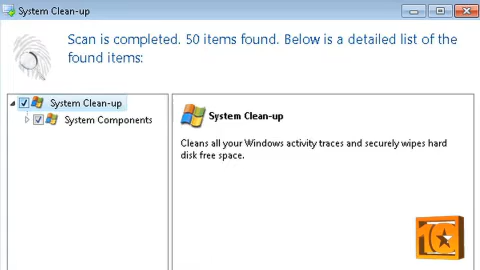 System Clean-up
Scan is completed. 50 items found. Below is a detailed list of the
found items:
System Clean-up
System Components
System Clean-up
Cleans all your Windows activity traces and securely wipes hard
disk free space.